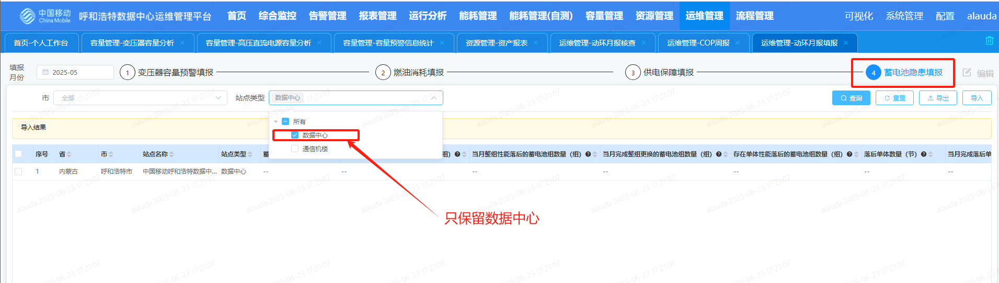 中国移动 China Mobile 呼和浩特数据中心运维管理平台 首页 综合监控 告警管理 报表管理 运行分析 能耗管理 能耗管理(自测) 容量管理 资源管理 运维管理 流程管理 可视化 系统管理 配置 alauda
首页-个人工作台 容量管理-变压器容量分析 × 容量管理-高压直流电源容量分析 × 容量管理-容量预警信息统计 × 资源管理-资产报表 × 运维管理-动环月报核查 × 运维管理-COP周报 × 运维管理-动环月报填报 ×
填报月份 2025-05 1 变压器容量预警填报 2 燃油消耗填报 3 供电保障填报 4 蓄电池隐患填报 编辑
市 全部 站点类型 数据中心 查询 重置 导出 导入
所有
导入结果
数据中心
通信机楼
序号 省 市 站点名称 站点类型 蓄 组) 当月整组性能落后的蓄电池组数量（组） 当月完成整组更换的蓄电池组数量（组） 存在单体性能落后的蓄电池组数量（组） 落后单体数量（节） 当月完成落后单
1 内蒙古 呼和浩特市 中国移动呼和浩特数据中... 数据中心 -- -- -- -- -- -- --
只保留数据中心
alauda 2025-06-23 17:21:07